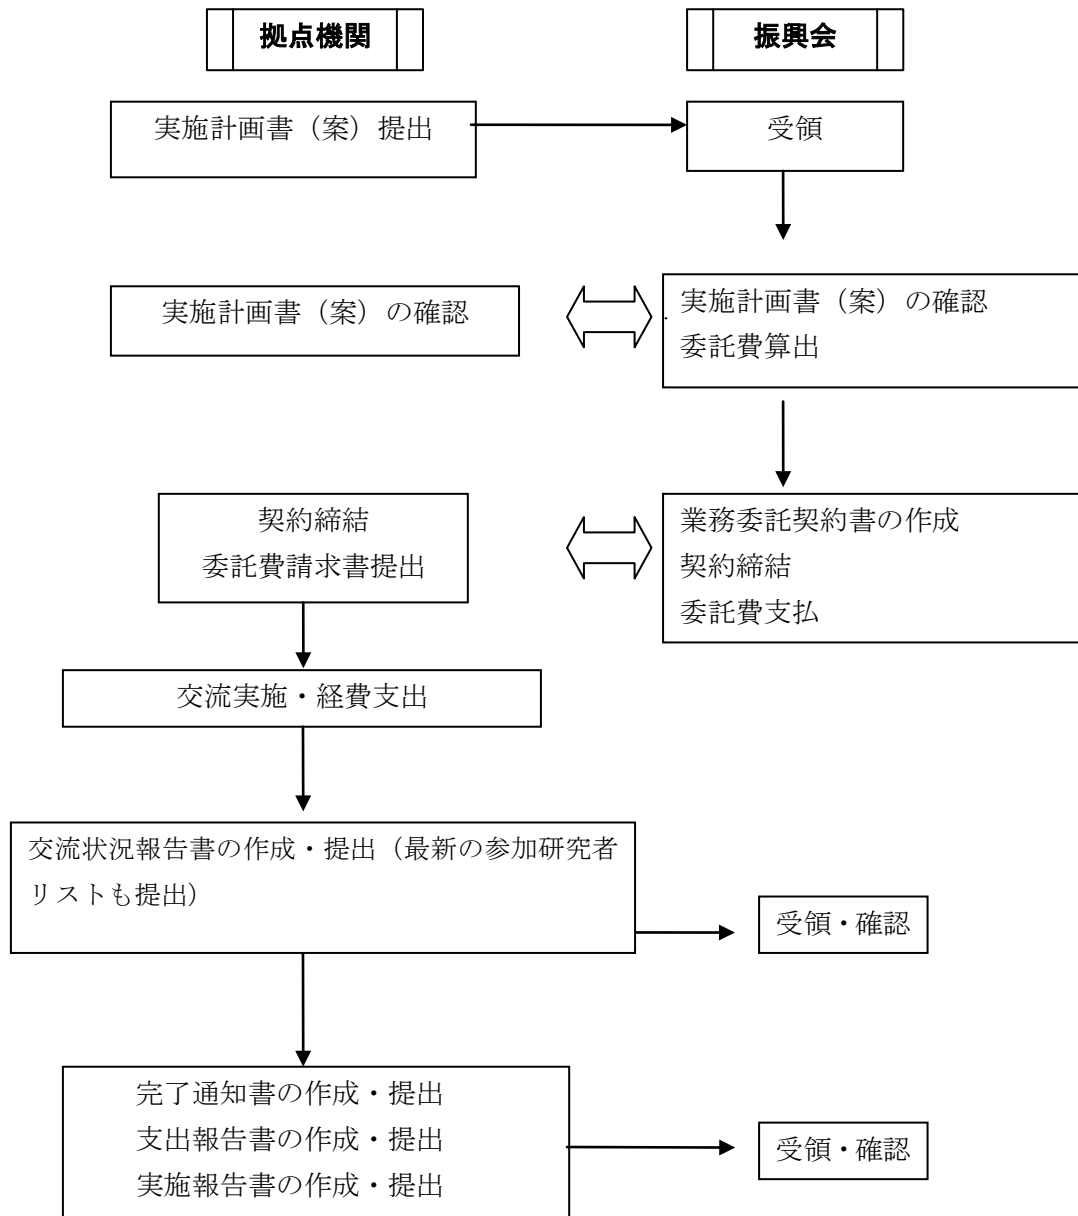 拠点機関
振興会
実施計画書（案）提出
受領
実施計画書（案）の確認
実施計画書（案）の確認
委託費算出
契約締結
委託費請求書提出
業務委託契約書の作成
契約締結
委託費支払
交流実施・経費支出
交流状況報告書の作成・提出（最新の参加研究者
リストも提出）
受領・確認
完了通知書の作成・提出
支出報告書の作成・提出
実施報告書の作成・提出
受領・確認